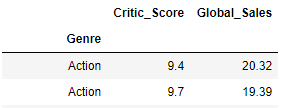 Critic_Score Global_Sales
Genre
Action 9.4 20.32
Action 9.7 19.39